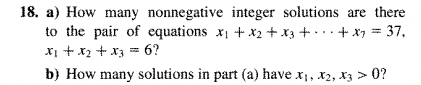 18. a) How many nonnegative integer solutions are there
to the pair of equations x₁ + x₂ + x₃ + ··· + x₇ = 37,
x₁ + x₂ + x₃ = 6?
b) How many solutions in part (a) have x₁, x₂, x₃ > 0?